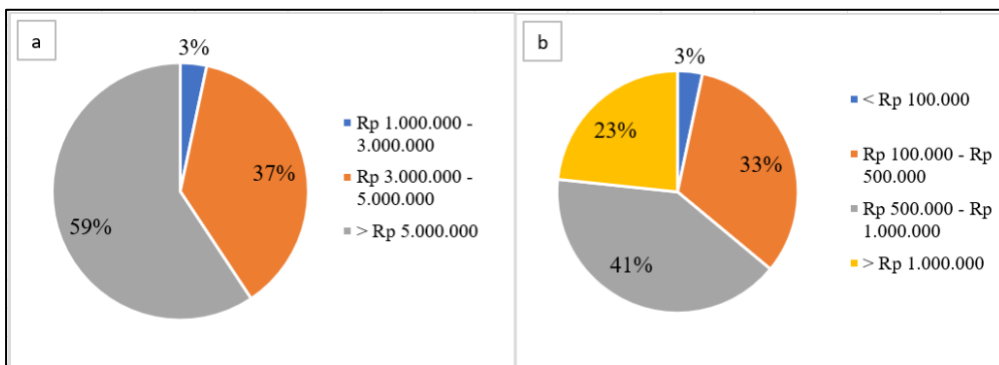 a
3%
37%
59%
Rp 1.000.000 -
3.000.000
Rp 3.000.000 -
5.000.000
> Rp 5.000.000
b
3%
33%
41%
23%
< Rp 100.000
Rp 100.000 - Rp
500.000
Rp 500.000 - Rp
1.000.000
> Rp 1.000.000